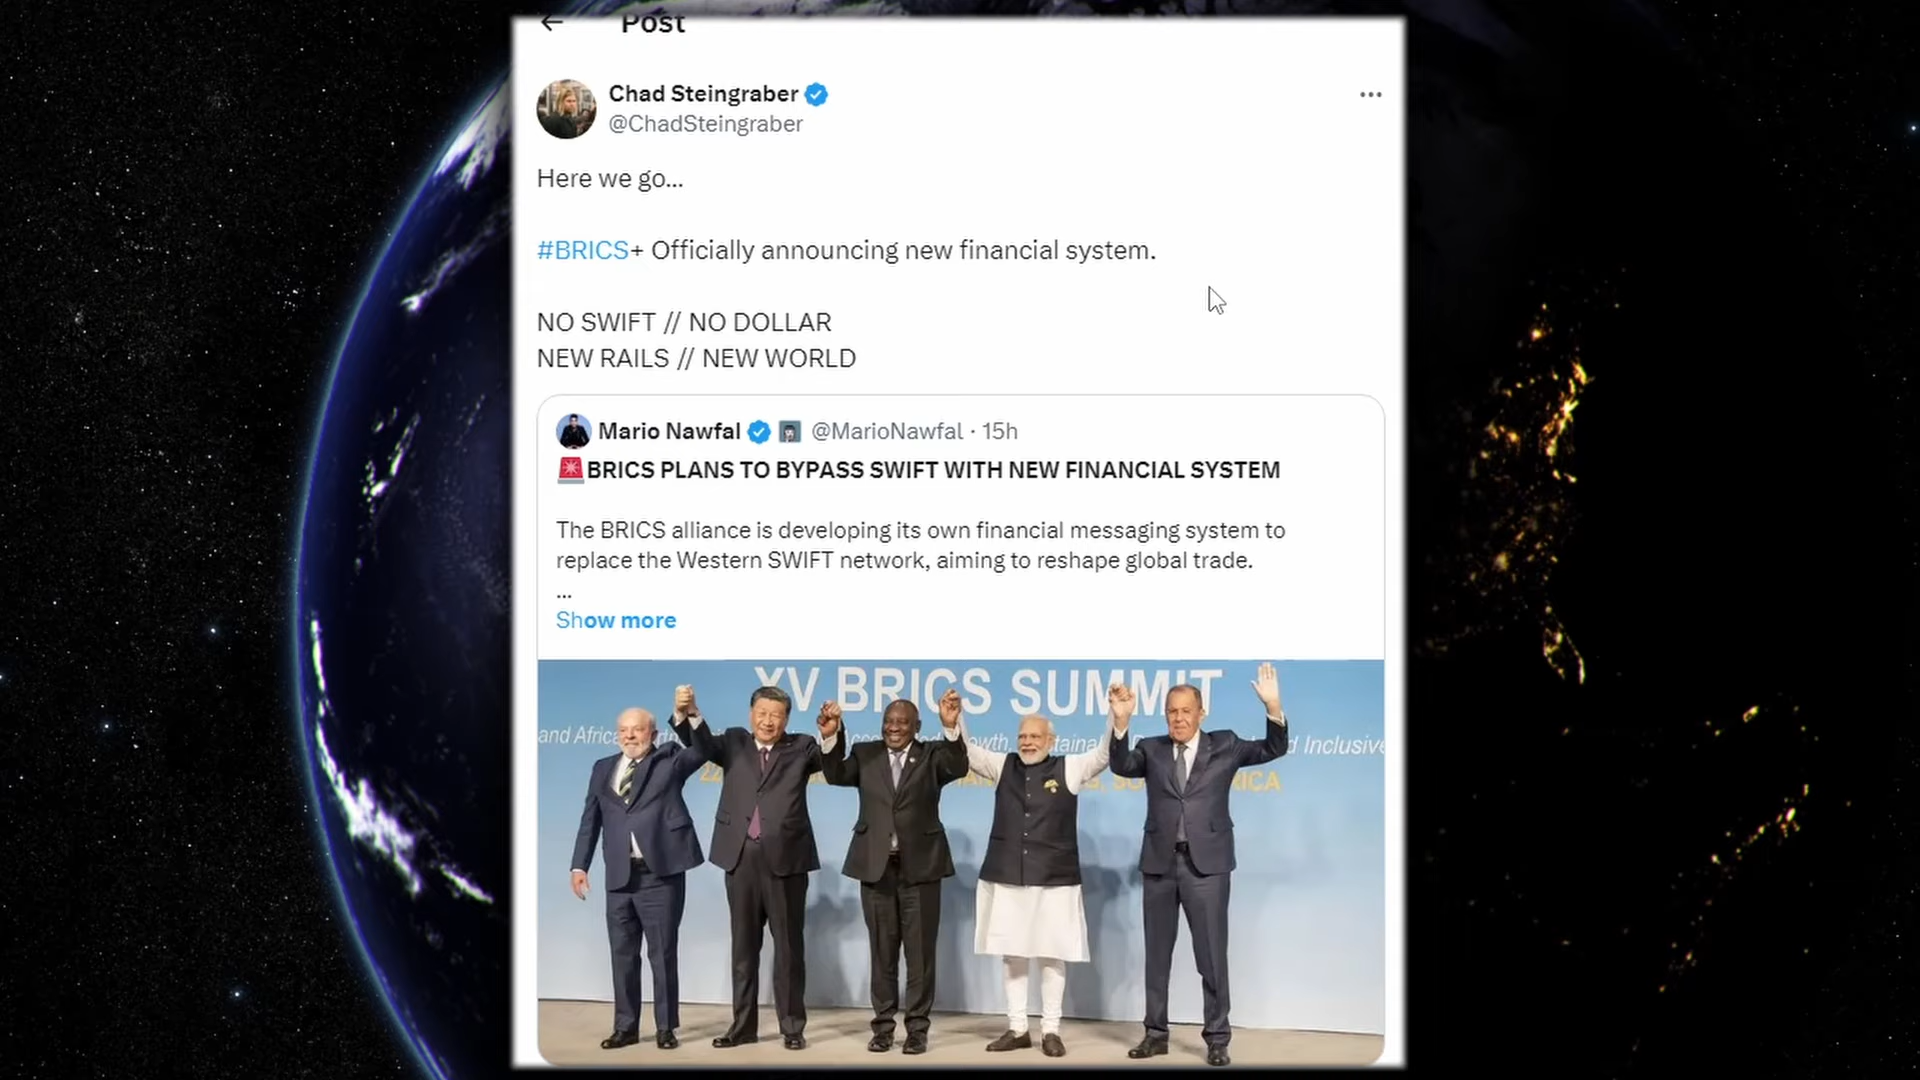 Post
Chad Steingraber
@ChadSteingraber
Here we go...
#BRICS+ Officially announcing new financial system.
NO SWIFT // NO DOLLAR
NEW RAILS // NEW WORLD
Mario Nawfal @MarioNawfal · 15h
🚨BRICS PLANS TO BYPASS SWIFT WITH NEW FINANCIAL SYSTEM
The BRICS alliance is developing its own financial messaging system to
replace the Western SWIFT network, aiming to reshape global trade.
...
Show more
XV BRICS SUMMIT
and Africa Inclusive